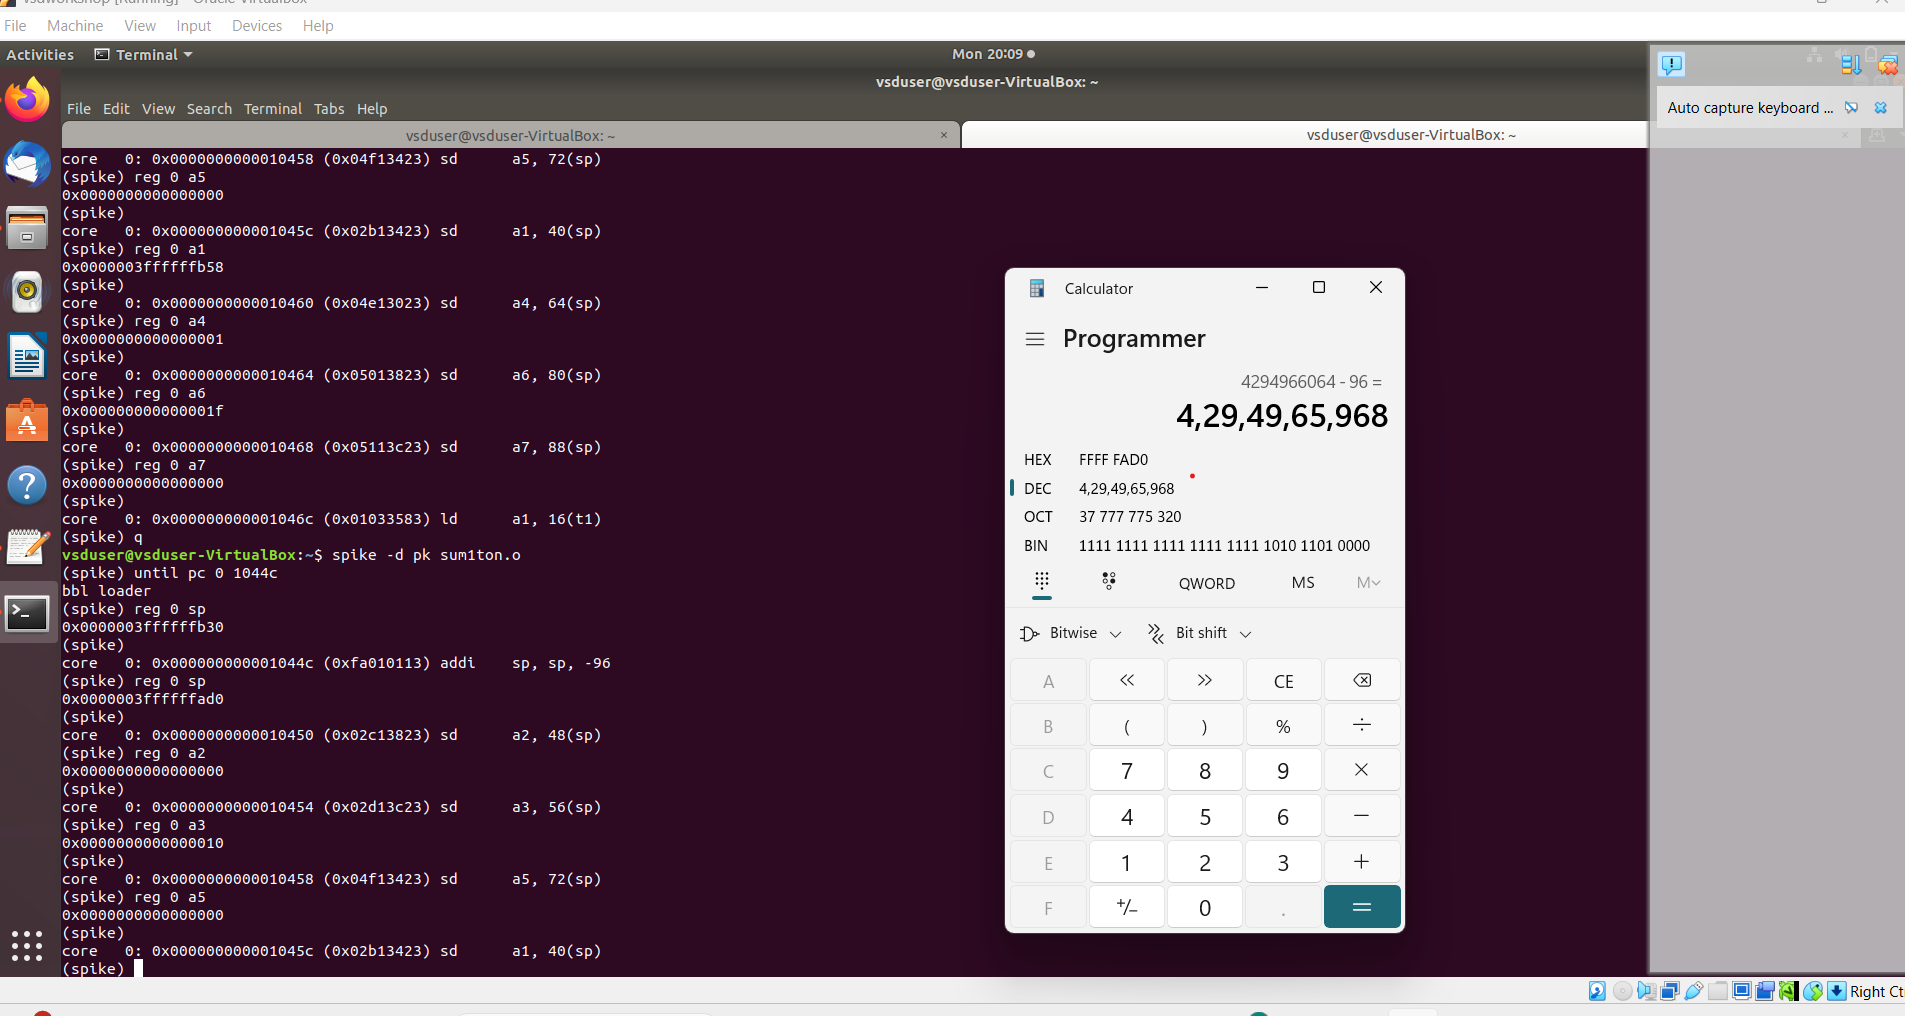 vsdworkshop [Running] - Oracle VirtualBox
File Machine View Input Devices Help
Activities Terminal Mon 20:09
vsduser@vsduser-VirtualBox: ~
File Edit View Search Terminal Tabs Help
vsduser@vsduser-VirtualBox: ~ × vsduser@vsduser-VirtualBox: ~ ×
Auto capture keyboard ...
core   0: 0x0000000000010458 (0x04f13423) sd      a5, 72(sp)
(spike) reg 0 a5
0x0000000000000000
(spike)
core   0: 0x000000000001045c (0x02b13423) sd      a1, 40(sp)
(spike) reg 0 a1
0x0000003ffffffb58
(spike)
core   0: 0x0000000000010460 (0x04e13023) sd      a4, 64(sp)
(spike) reg 0 a4
0x0000000000000001
(spike)
core   0: 0x0000000000010464 (0x05013823) sd      a6, 80(sp)
(spike) reg 0 a6
0x000000000000001f
(spike)
core   0: 0x0000000000010468 (0x05113c23) sd      a7, 88(sp)
(spike) reg 0 a7
0x0000000000000000
(spike)
core   0: 0x000000000001046c (0x01033583) ld      a1, 16(t1)
(spike) q
vsduser@vsduser-VirtualBox:~$ spike -d pk sum1ton.o
(spike) until pc 0 1044c
bbl loader
(spike) reg 0 sp
0x0000003ffffffb30
(spike)
core   0: 0x000000000001044c (0xfa010113) addi    sp, sp, -96
(spike) reg 0 sp
0x0000003ffffffad0
(spike)
core   0: 0x0000000000010450 (0x02c13823) sd      a2, 48(sp)
(spike) reg 0 a2
0x0000000000000000
(spike)
core   0: 0x0000000000010454 (0x02d13c23) sd      a3, 56(sp)
(spike) reg 0 a3
0x0000000000000010
(spike)
core   0: 0x0000000000010458 (0x04f13423) sd      a5, 72(sp)
(spike) reg 0 a5
0x0000000000000000
(spike)
core   0: 0x000000000001045c (0x02b13423) sd      a1, 40(sp)
(spike)
Calculator
Programmer
4294966064 - 96 =
4,29,49,65,968
HEX FFFF FAD0
DEC 4,29,49,65,968
OCT 37 777 775 320
BIN 1111 1111 1111 1111 1111 1010 1101 0000
QWORD MS M
Bitwise Bit shift
A << >> CE
B ( ) % ÷
C 7 8 9 ×
D 4 5 6 −
E 1 2 3 +
F +/− 0 . =
Right Ct